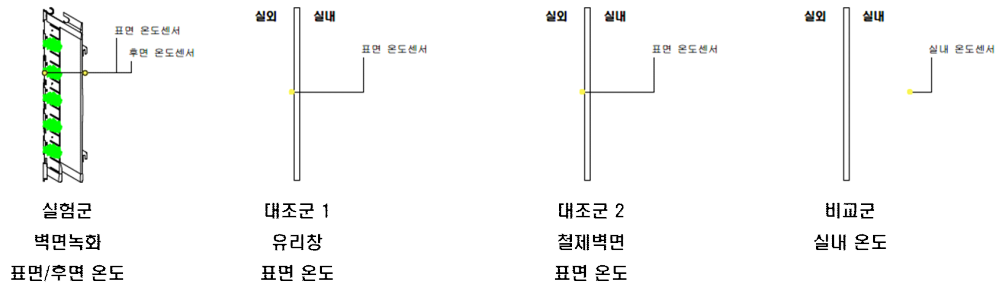 표면 온도센서
후면 온도센서
실외 실내
표면 온도센서
실외 실내
표면 온도센서
실외 실내
실내 온도센서
실험군
벽면녹화
표면/후면 온도
대조군 1
유리창
표면 온도
대조군 2
철제벽면
표면 온도
비교군
실내 온도